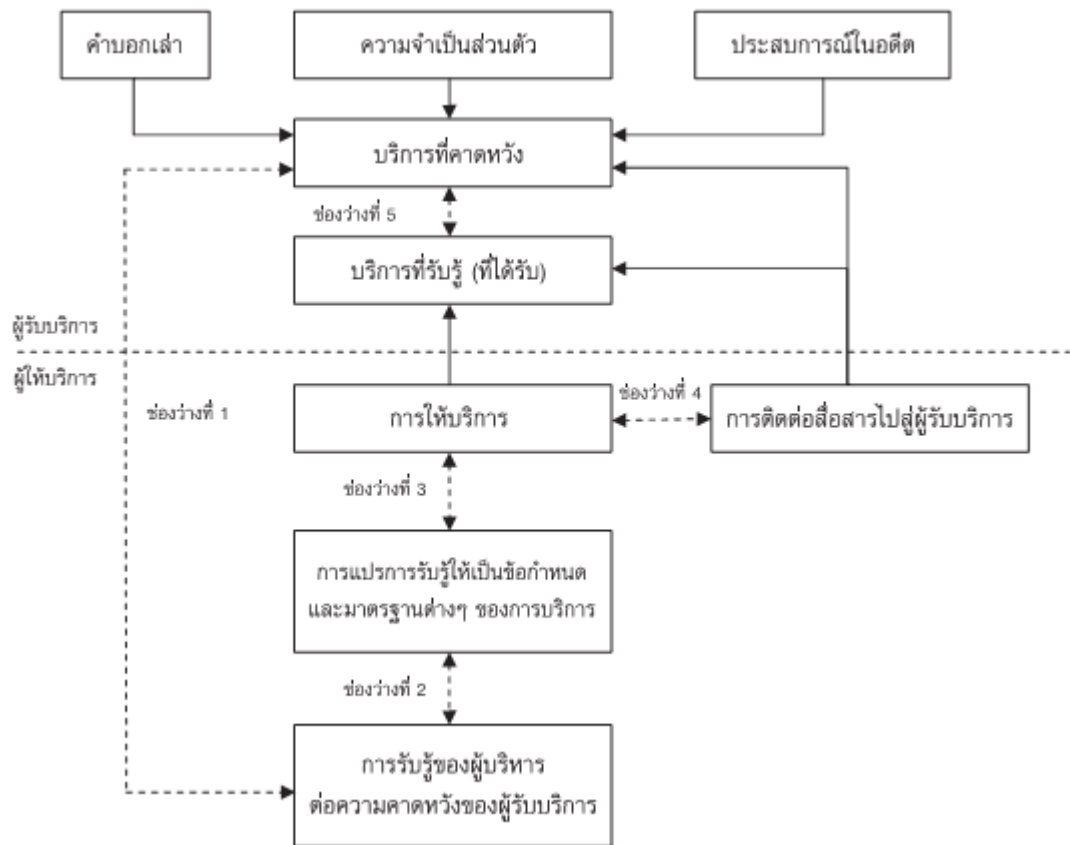 คำบอกเล่า
ความจำเป็นส่วนตัว
ประสบการณ์ในอดีต
บริการที่คาดหวัง
ช่องว่างที่ 5
บริการที่รับรู้ (ที่ได้รับ)
ผู้รับบริการ
ผู้ให้บริการ
ช่องว่างที่ 1
การให้บริการ
ช่องว่างที่ 4
การติดต่อสื่อสารไปสู่ผู้รับบริการ
ช่องว่างที่ 3
การแปรการรับรู้ให้เป็นข้อกำหนด
และมาตรฐานต่างๆ ของการบริการ
ช่องว่างที่ 2
การรับรู้ของผู้บริหาร
ต่อความคาดหวังของผู้รับบริการ